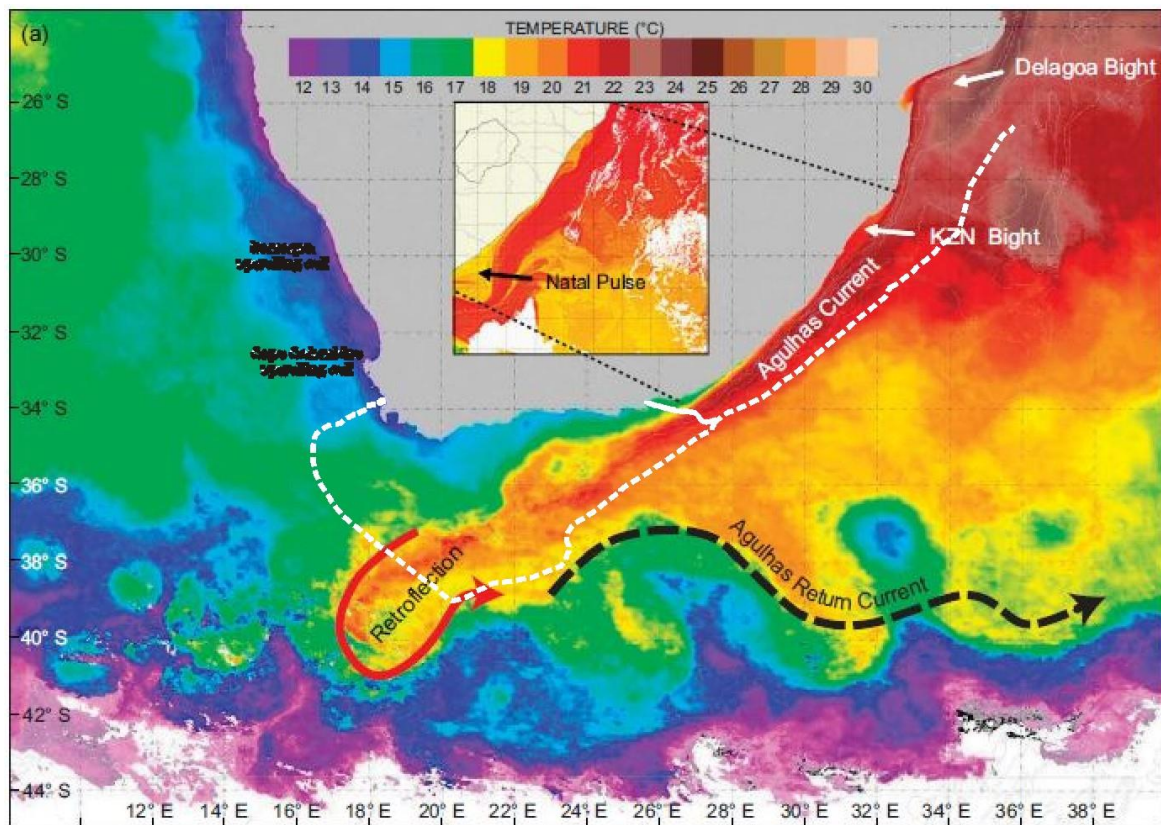 (a)
TEMPERATURE (°C)
12 13 14 15 16 17 18 19 20 21 22 23 24 25 26 27 28 29 30
Delagoa Bight
26° S
28° S
KZN Bight
30° S
Natal Pulse
Agulhas Current
32° S
34° S
36° S
38° S
Retroflection
Agulhas Return Current
40° S
42° S
44° S
12° E 14° E 16° E 18° E 20° E 22° E 24° E 26° E 28° E 30° E 32° E 34° E 36° E 38° E